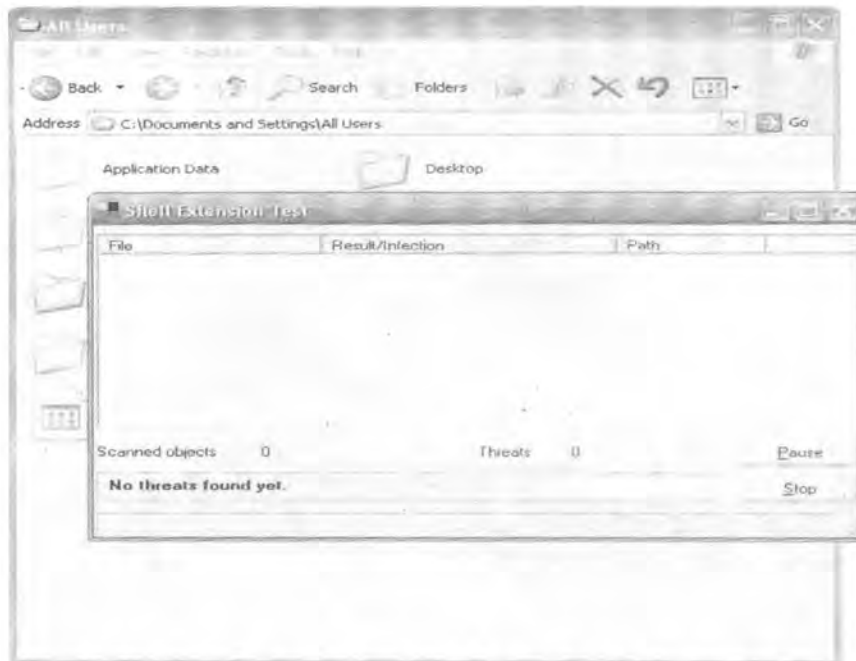 All Users
Back Search Folders
Address C:\Documents and Settings\All Users Go
Application Data Desktop
Shell Extension Test
File Result/Infection Path
Scanned objects 0 Threats 0 Pause
No threats found yet. Stop